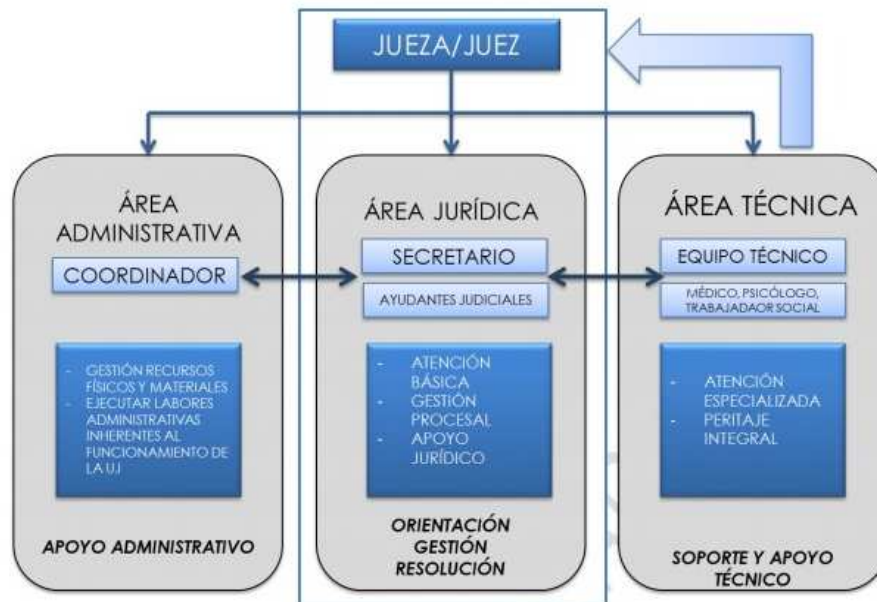 JUEZA/JUEZ
ÁREA
ADMINISTRATIVA
COORDINADOR
- GESTIÓN RECURSOS
FÍSICOS Y MATERIALES
- EJECUTAR LABORES
ADMINISTRATIVAS
INHERENTES AL
FUNCIONAMIENTO DE
LA UJ
APOYO ADMINISTRATIVO
ÁREA JURÍDICA
SECRETARIO
AYUDANTES JUDICIALES
- ATENCIÓN
BÁSICA
- GESTIÓN
PROCESAL
- APOYO
JURÍDICO
ORIENTACIÓN
GESTIÓN
RESOLUCIÓN
ÁREA TÉCNICA
EQUIPO TÉCNICO
MÉDICO, PSICÓLOGO,
TRABAJADAOR SOCIAL
- ATENCIÓN
ESPECIALIZADA
- PERITAJE
INTEGRAL
SOPORTE Y APOYO
TÉCNICO